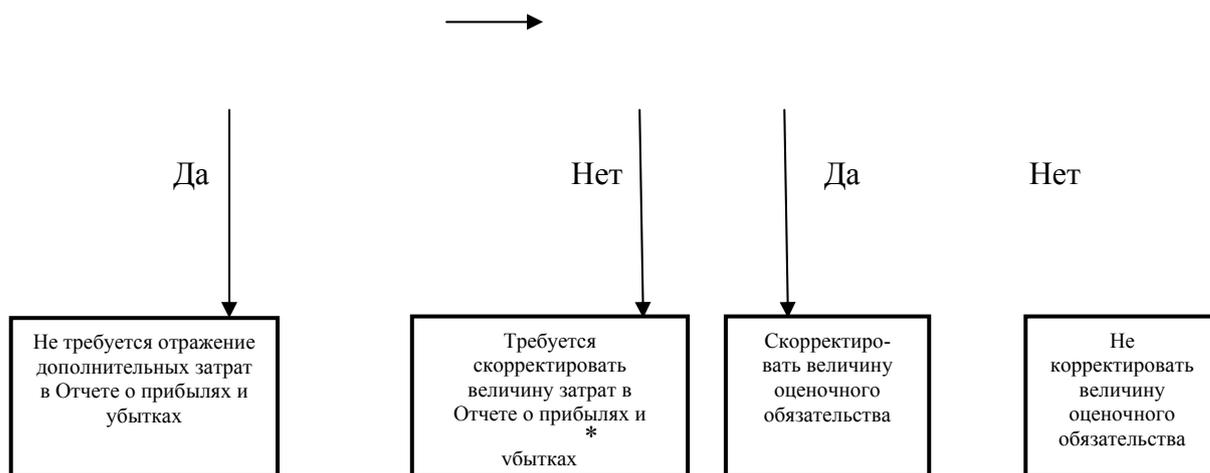 Да
Нет
Да
Нет
Не требуется отражение
дополнительных затрат
в Отчете о прибылях и
убытках
Требуется
скорректировать
величину затрат в
Отчете о прибылях и
*
убытках
Скорректиро-
вать величину
оценочного
обязательства
Не
корректировать
величину
оценочного
обязательства